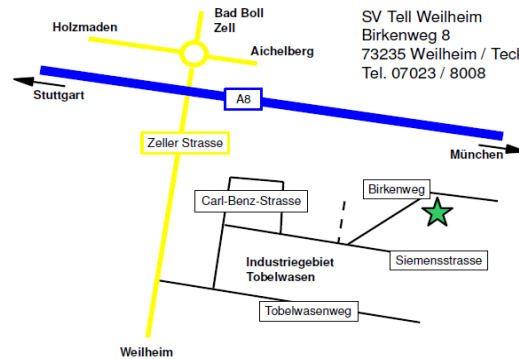 Bad Boll
Zell
Holzmaden
Aichelberg
SV Tell Weilheim
Birkenweg 8
73235 Weilheim / Teck
Tel. 07023 / 8008
Stuttgart
A8
München
Zeller Strasse
Carl-Benz-Strasse
Birkenweg
Industriegebiet
Tobelwasen
Siemensstrasse
Tobelwasenweg
Weilheim